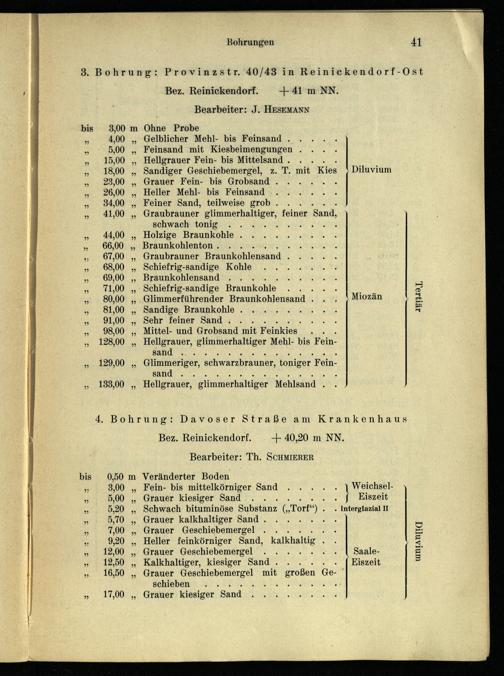 Bohrungen 41
3. Bohrung: Provinzstr. 40/43 in Reinickendorf-Ost
Bez. Reinickendorf. +41 m NN.
Bearbeiter: J. Hesemann
bis 3,00 m Ohne Probe
„ 4,00 „ Gelblicher Mehl- bis Feinsand . . . . .
„ 5,00 „ Feinsand mit Kiesbeimengungen . . . .
„ 15,00 „ Hellgrauer Fein- bis Mittelsand . . . . .
„ 18,00 „ Sandiger Geschiebemergel, z. T. mit Kies Diluvium
„ 23,00 „ Grauer Fein- bis Grobsand . . . . . .
„ 26,00 „ Heller Mehl- bis Feinsand . . . . . .
„ 34,00 „ Feiner Sand, teilweise grob . . . . . .
„ 41,00 „ Graubrauner glimmerhaltiger, feiner Sand,
schwach tonig . . . . . . . . . .
„ 44,00 „ Holzige Braunkohle . . . . . . . . .
„ 66,00 „ Braunkohlenton . . . . . . . . . . .
„ 67,00 „ Graubrauner Braunkohlensand . . . . .
„ 68,00 „ Schiefrig-sandige Kohle . . . . . . .
„ 69,00 „ Braunkohlensand . . . . . . . . . .
„ 71,00 „ Schiefrig-sandige Braunkohle . . . . .
„ 80,00 „ Glimmerführender Braunkohlensand . . . Miozän
Tertiär
„ 81,00 „ Sandige Braunkohle . . . . . . . . .
„ 91,00 „ Sehr feiner Sand . . . . . . . . . .
„ 98,00 „ Mittel- und Grobsand mit Feinkies . . .
„ 128,00 „ Hellgrauer, glimmerhaltiger Mehl- bis Fein-
sand . . . . . . . . . . . . . .
„ 129,00 „ Glimmeriger, schwarzbrauner, toniger Fein-
sand . . . . . . . . . . . . . .
„ 133,00 „ Hellgrauer, glimmerhaltiger Mehlsand . .
4. Bohrung: Davoser Straße am Krankenhaus
Bez. Reinickendorf. +40,20 m NN.
Bearbeiter: Th. Schmierer
bis 0,50 m Veränderter Boden
„ 3,00 „ Fein- bis mittelkörniger Sand . . . . . Weichsel-
„ 5,00 „ Grauer kiesiger Sand . . . . . . . . Eiszeit
„ 5,20 „ Schwach bituminöse Substanz („Torf“) . . Interglazial II
„ 5,70 „ Grauer kalkhaltiger Sand . . . . . . .
„ 7,00 „ Grauer Geschiebemergel . . . . . . .
„ 9,20 „ Heller feinkörniger Sand, kalkhaltig . . .
Diluvium
„ 12,00 „ Grauer Geschiebemergel . . . . . . . Saale-
„ 12,50 „ Kalkhaltiger, kiesiger Sand . . . . . . Eiszeit
„ 16,50 „ Grauer Geschiebemergel mit großen Ge-
schieben . . . . . . . . . . . .
„ 17,00 „ Grauer kiesiger Sand . . . . . . . .